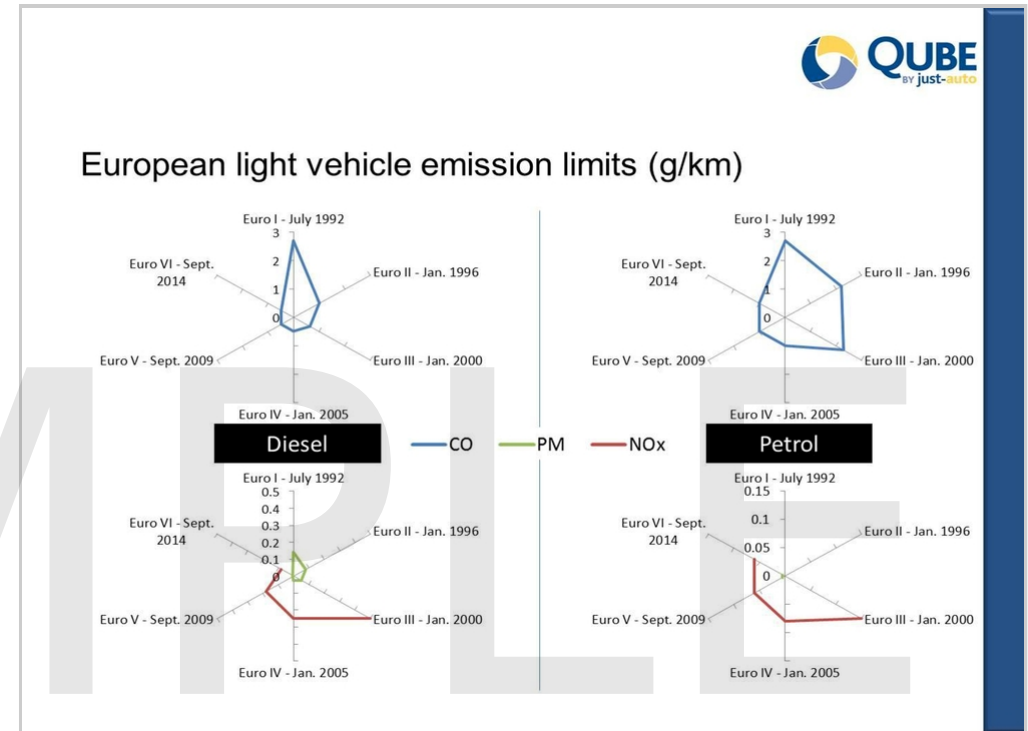 QUBE
BY just-auto
European light vehicle emission limits (g/km)
Euro I - July 1992
3
2
1
0
Euro VI - Sept.
2014
Euro II - Jan. 1996
Euro V - Sept. 2009
Euro III - Jan. 2000
Euro IV - Jan. 2005
Euro I - July 1992
3
2
1
0
Euro VI - Sept.
2014
Euro II - Jan. 1996
Euro V - Sept. 2009
Euro III - Jan. 2000
Euro IV - Jan. 2005
Diesel
CO
PM
NOx
Petrol
Euro I - July 1992
0.5
0.4
0.3
0.2
0.1
0
Euro VI - Sept.
2014
Euro II - Jan. 1996
Euro V - Sept. 2009
Euro III - Jan. 2000
Euro IV - Jan. 2005
Euro I - July 1992
0.15
0.1
0.05
0
Euro VI - Sept.
2014
Euro II - Jan. 1996
Euro V - Sept. 2009
Euro III - Jan. 2000
Euro IV - Jan. 2005
MPLE